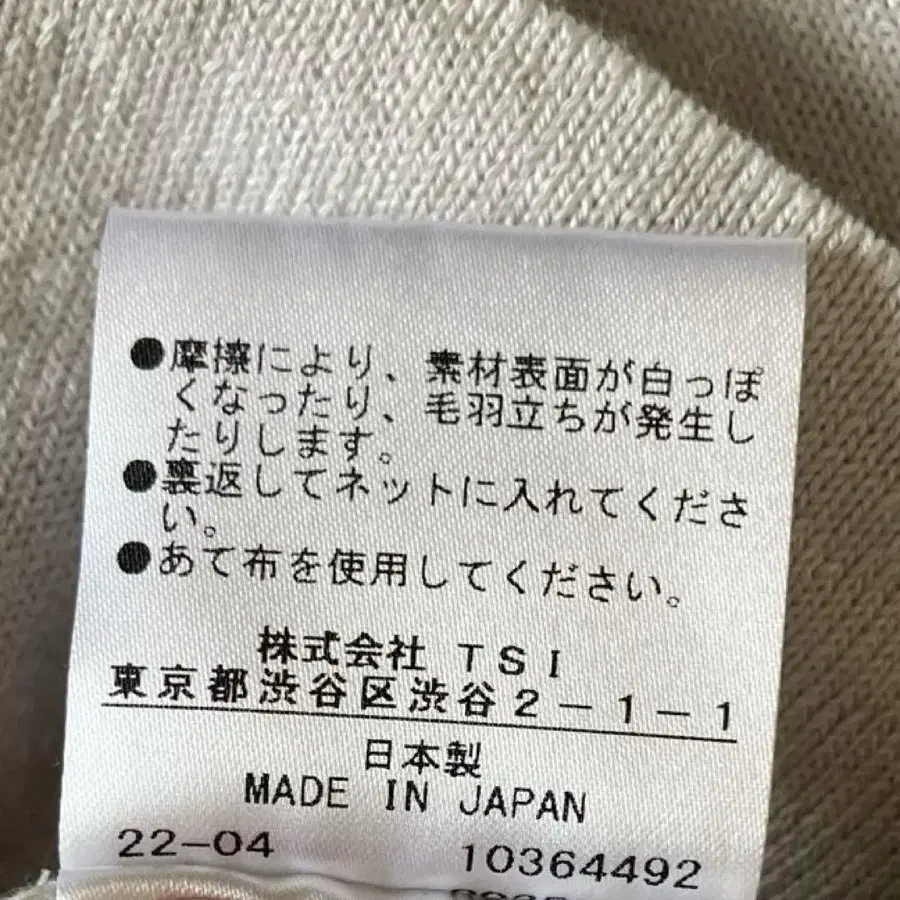 ●摩擦により、素材表面が白っぽ
くなったり、毛羽立ちが発生し
たりします。
●裏返してネットに入れてくださ
い。
●あて布を使用してください。
株式会社 TSI
東京都渋谷区渋谷2-1-1
日本製
MADE IN JAPAN
22-04 10364492